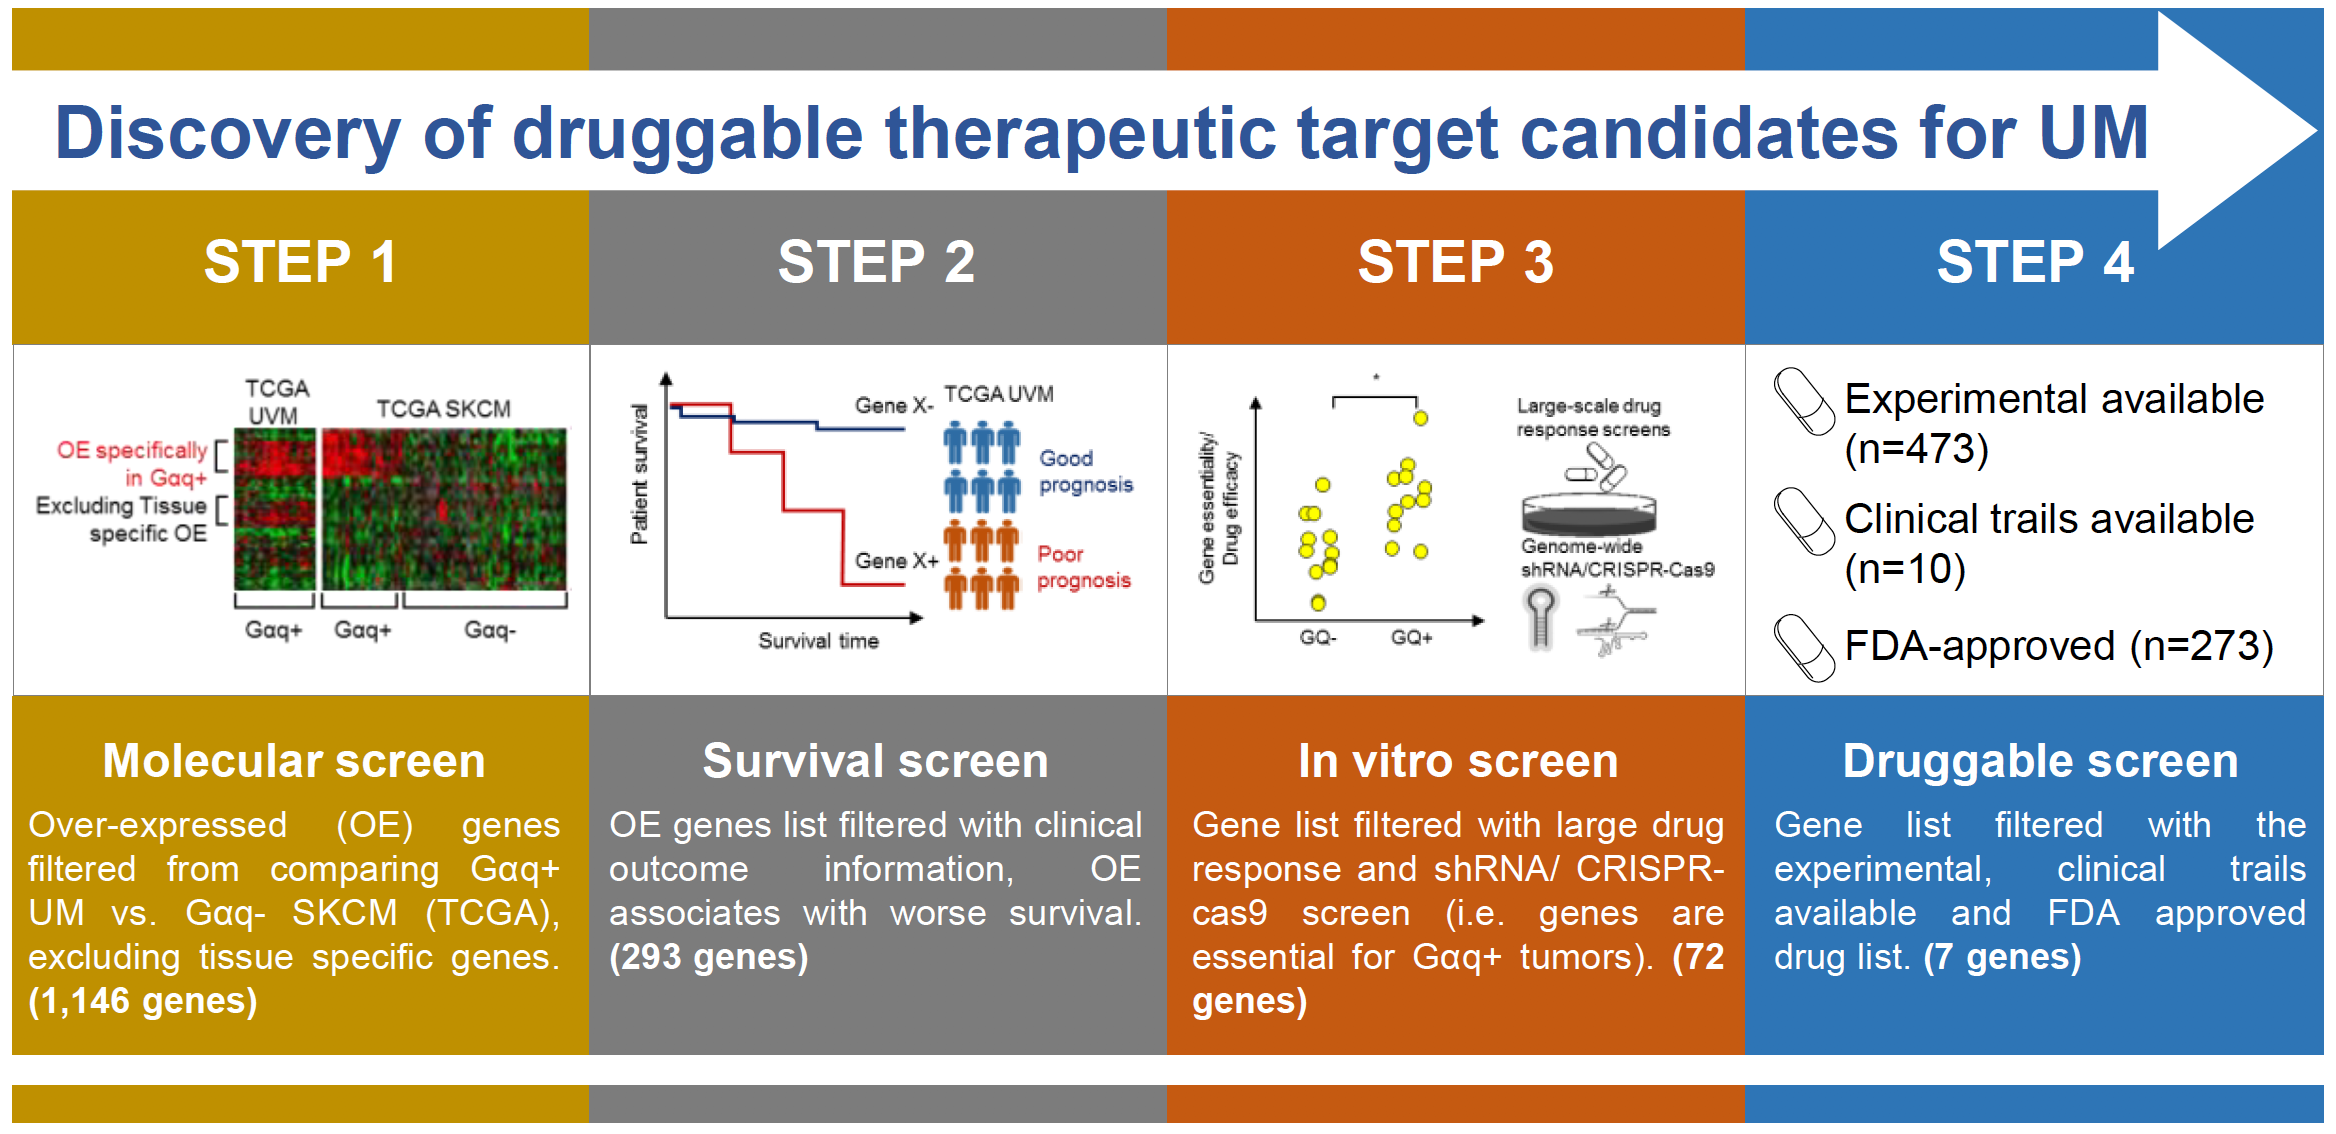 Discovery of druggable therapeutic target candidates for UM
STEP 1
STEP 2
STEP 3
STEP 4
TCGA
UVM
TCGA SKCM
OE specifically
in Gαq+
Excluding Tissue
specific OE
Gαq+
Gαq+
Gαq-
Patient survival
Gene X-
Gene X+
Survival time
TCGA UVM
Good
prognosis
Poor
prognosis
Gene essentiality/
Drug efficacy
*
GQ-
GQ+
Large-scale drug
response screens
Genome-wide
shRNA/CRISPR-Cas9
Experimental available
(n=473)
Clinical trails available
(n=10)
FDA-approved (n=273)
Molecular screen
Over-expressed (OE) genes
filtered from comparing Gαq+
UM vs. Gαq- SKCM (TCGA),
excluding tissue specific genes.
(1,146 genes)
Survival screen
OE genes list filtered with clinical
outcome information, OE
associates with worse survival.
(293 genes)
In vitro screen
Gene list filtered with large drug
response and shRNA/ CRISPR-
cas9 screen (i.e. genes are
essential for Gαq+ tumors). (72
genes)
Druggable screen
Gene list filtered with the
experimental, clinical trails
available and FDA approved
drug list. (7 genes)